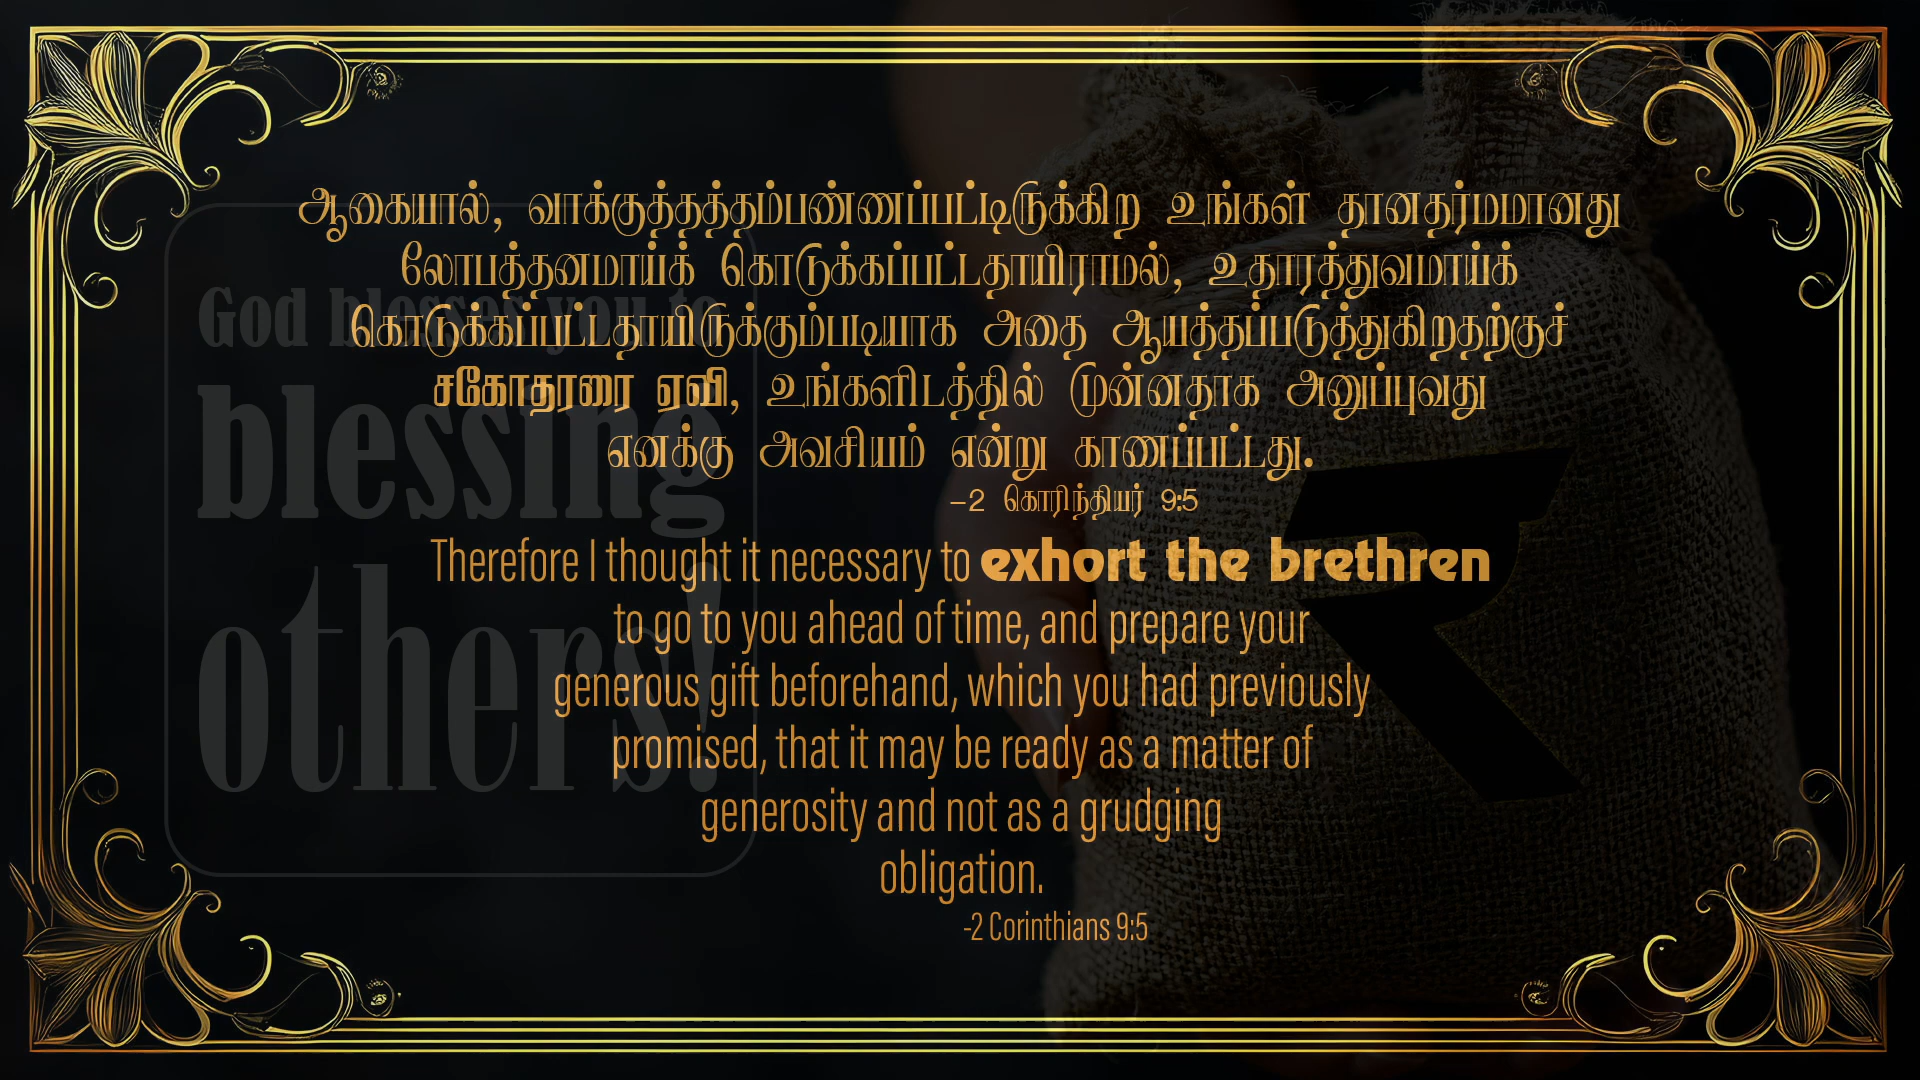 ஆகையால், வாக்குத்தத்தம்பண்ணப்பட்டிருக்கிற உங்கள் தானதர்மமானது
லோபத்தனமாய்க் கொடுக்கப்பட்டதாயிராமல், உதாரத்துவமாய்க்
கொடுக்கப்பட்டதாயிருக்கும்படியாக அதை ஆயத்தப்படுத்துகிறதற்குச்
சகோதரரை ஏவி, உங்களிடத்தில் முன்னதாக அனுப்புவது
எனக்கு அவசியம் என்று காணப்பட்டது.
-2 கொரிந்தியர் 9:5
Therefore I thought it necessary to exhort the brethren
to go to you ahead of time, and prepare your
generous gift beforehand, which you had previously
promised, that it may be ready as a matter of
generosity and not as a grudging
obligation.
-2 Corinthians 9:5
God blesses you to
blessing
others!